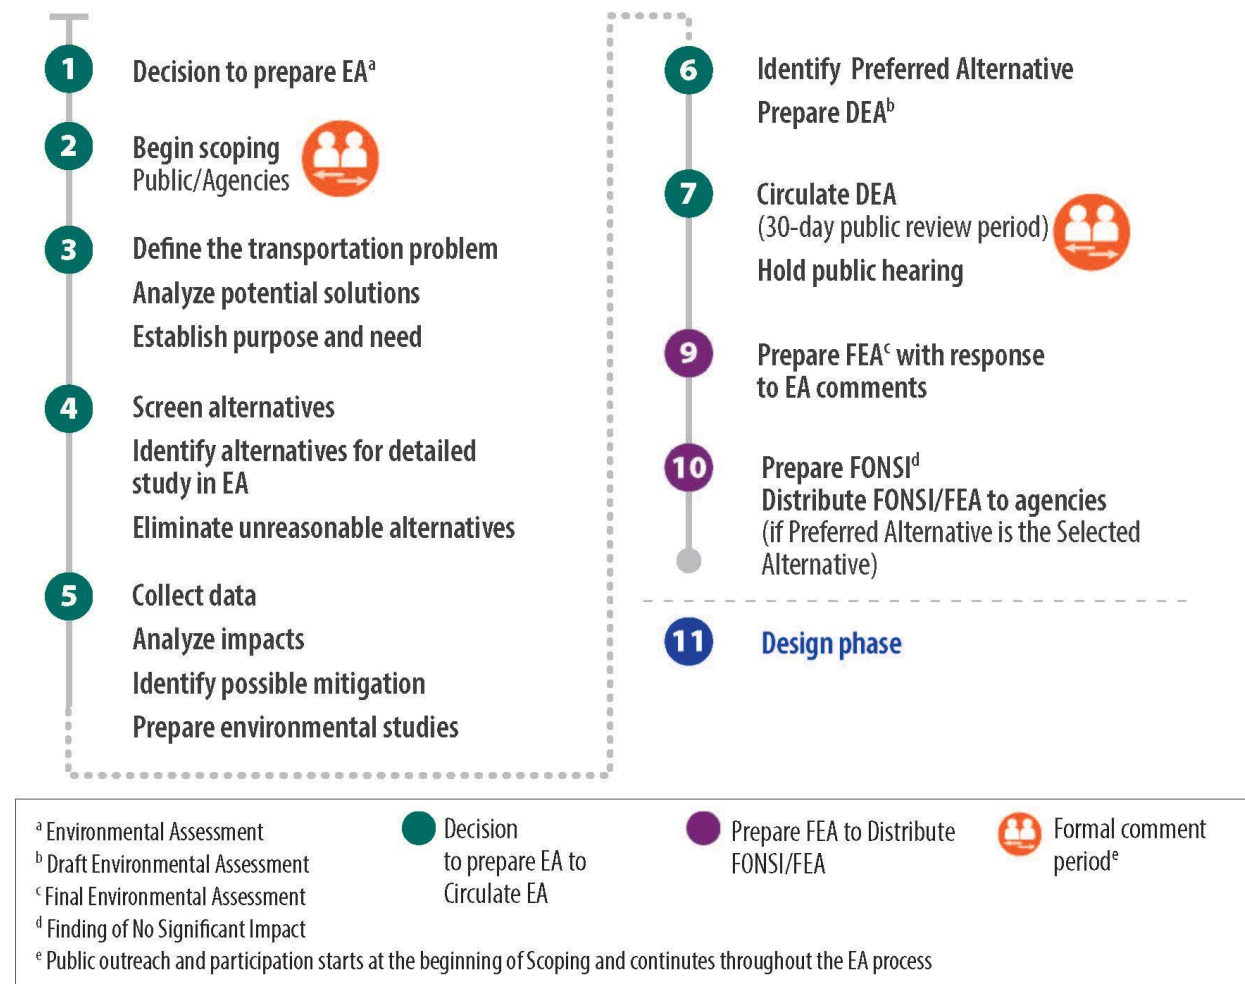 1 Decision to prepare EAa
2 Begin scoping
Public/Agencies
3 Define the transportation problem
Analyze potential solutions
Establish purpose and need
4 Screen alternatives
Identify alternatives for detailed
study in EA
Eliminate unreasonable alternatives
5 Collect data
Analyze impacts
Identify possible mitigation
Prepare environmental studies
6 Identify Preferred Alternative
Prepare DEAb
7 Circulate DEA
(30-day public review period)
Hold public hearing
9 Prepare FEAc with response
to EA comments
10 Prepare FONSId
Distribute FONSI/FEA to agencies
(if Preferred Alternative is the Selected
Alternative)
11 Design phase
a Environmental Assessment
b Draft Environmental Assessment
c Final Environmental Assessment
d Finding of No Significant Impact
e Public outreach and participation starts at the beginning of Scoping and continutes throughout the EA process
Decision
to prepare EA to
Circulate EA
Prepare FEA to Distribute
FONSI/FEA
Formal comment
periode